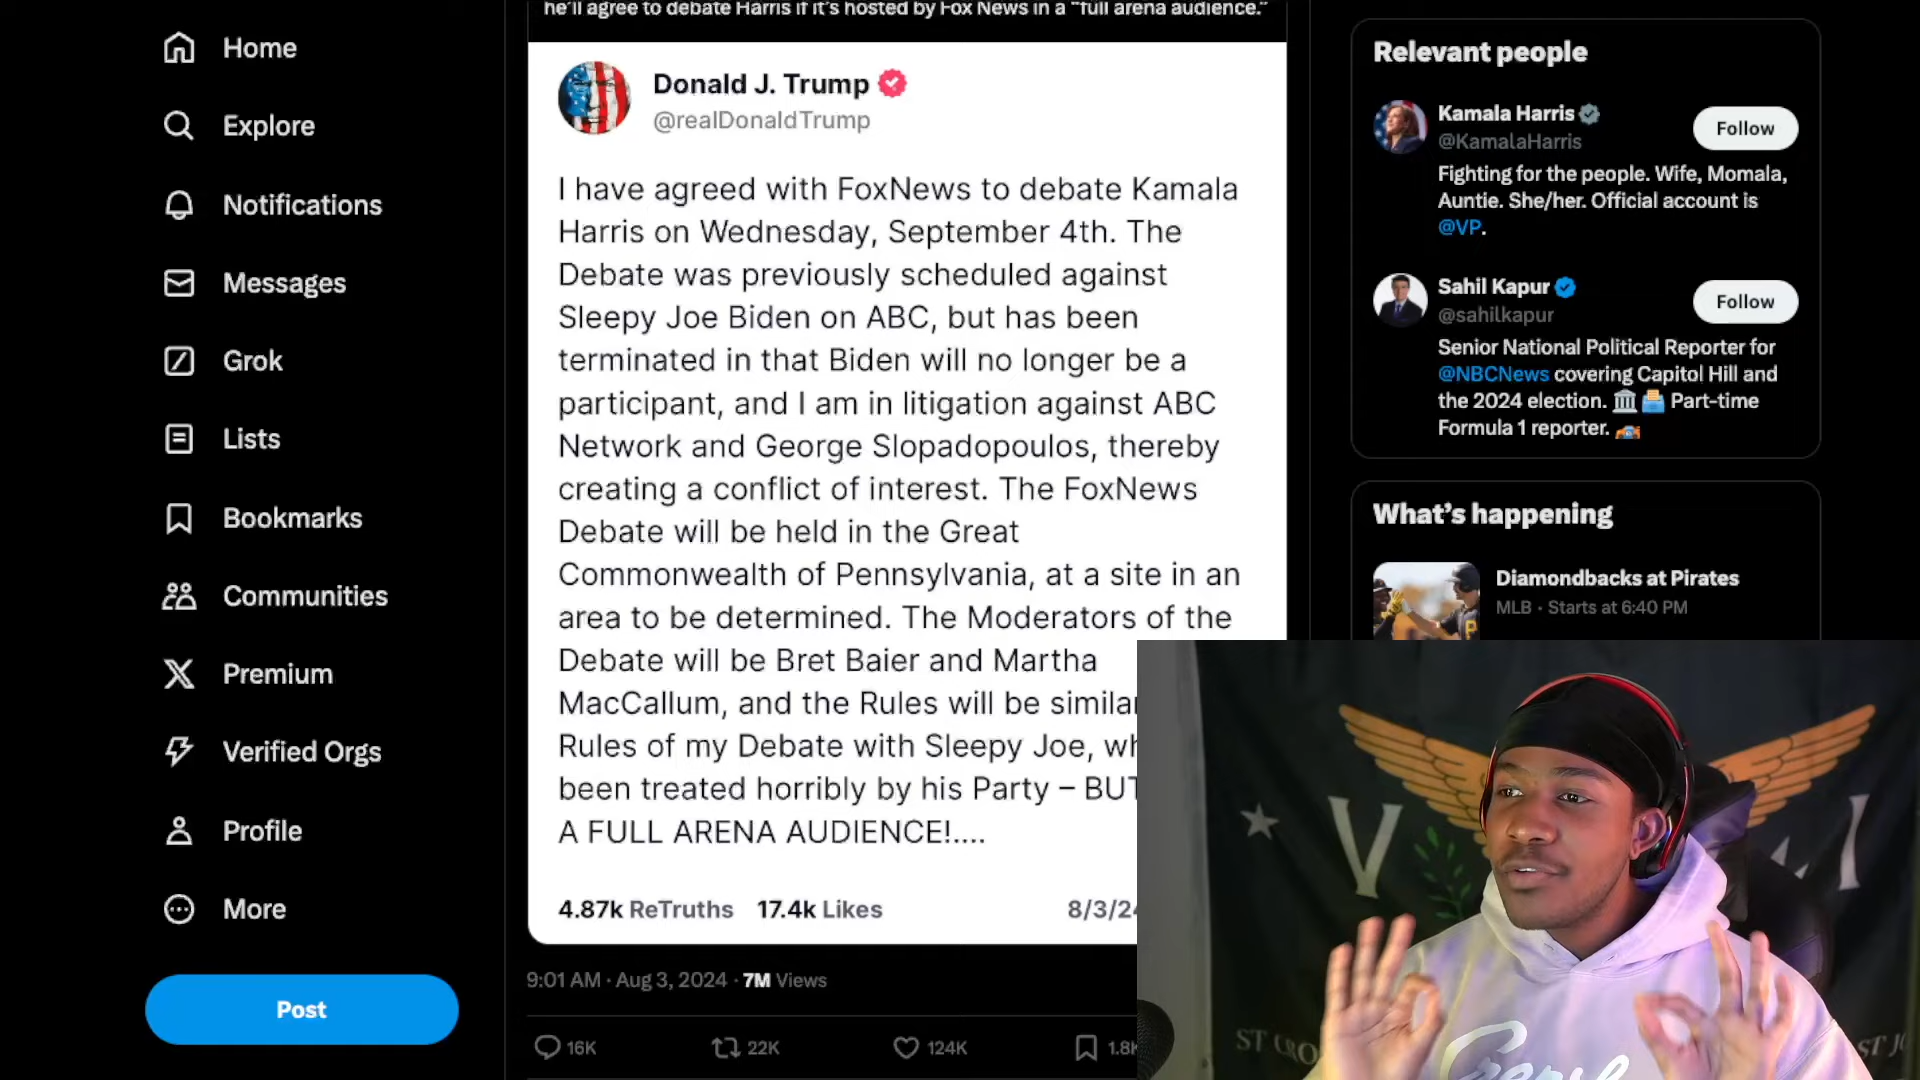 he'll agree to debate Harris if it's hosted by Fox News in a "full arena audience."
Home
Explore
Notifications
Messages
Grok
Lists
Bookmarks
Communities
Premium
Verified Orgs
Profile
More
Post
Donald J. Trump
@realDonaldTrump
I have agreed with FoxNews to debate Kamala
Harris on Wednesday, September 4th. The
Debate was previously scheduled against
Sleepy Joe Biden on ABC, but has been
terminated in that Biden will no longer be a
participant, and I am in litigation against ABC
Network and George Slopadopoulos, thereby
creating a conflict of interest. The FoxNews
Debate will be held in the Great
Commonwealth of Pennsylvania, at a site in an
area to be determined. The Moderators of the
Debate will be Bret Baier and Martha
MacCallum, and the Rules will be similar
Rules of my Debate with Sleepy Joe,
been treated horribly by his Party – BUT
A FULL ARENA AUDIENCE!....
4.87k ReTruths 17.4k Likes 8/3/24
9:01 AM · Aug 3, 2024 · 7M Views
16K 22K 124K 1.8K
Relevant people
Kamala Harris
@KamalaHarris
Follow
Fighting for the people. Wife, Momala,
Auntie. She/her. Official account is
@VP.
Sahil Kapur
@sahilkapur
Follow
Senior National Political Reporter for
@NBCNews covering Capitol Hill and
the 2024 election. 🏛️🗳️ Part-time
Formula 1 reporter. 🏎️
What's happening
Diamondbacks at Pirates
MLB · Starts at 6:40 PM
V I
ST CRO ST J